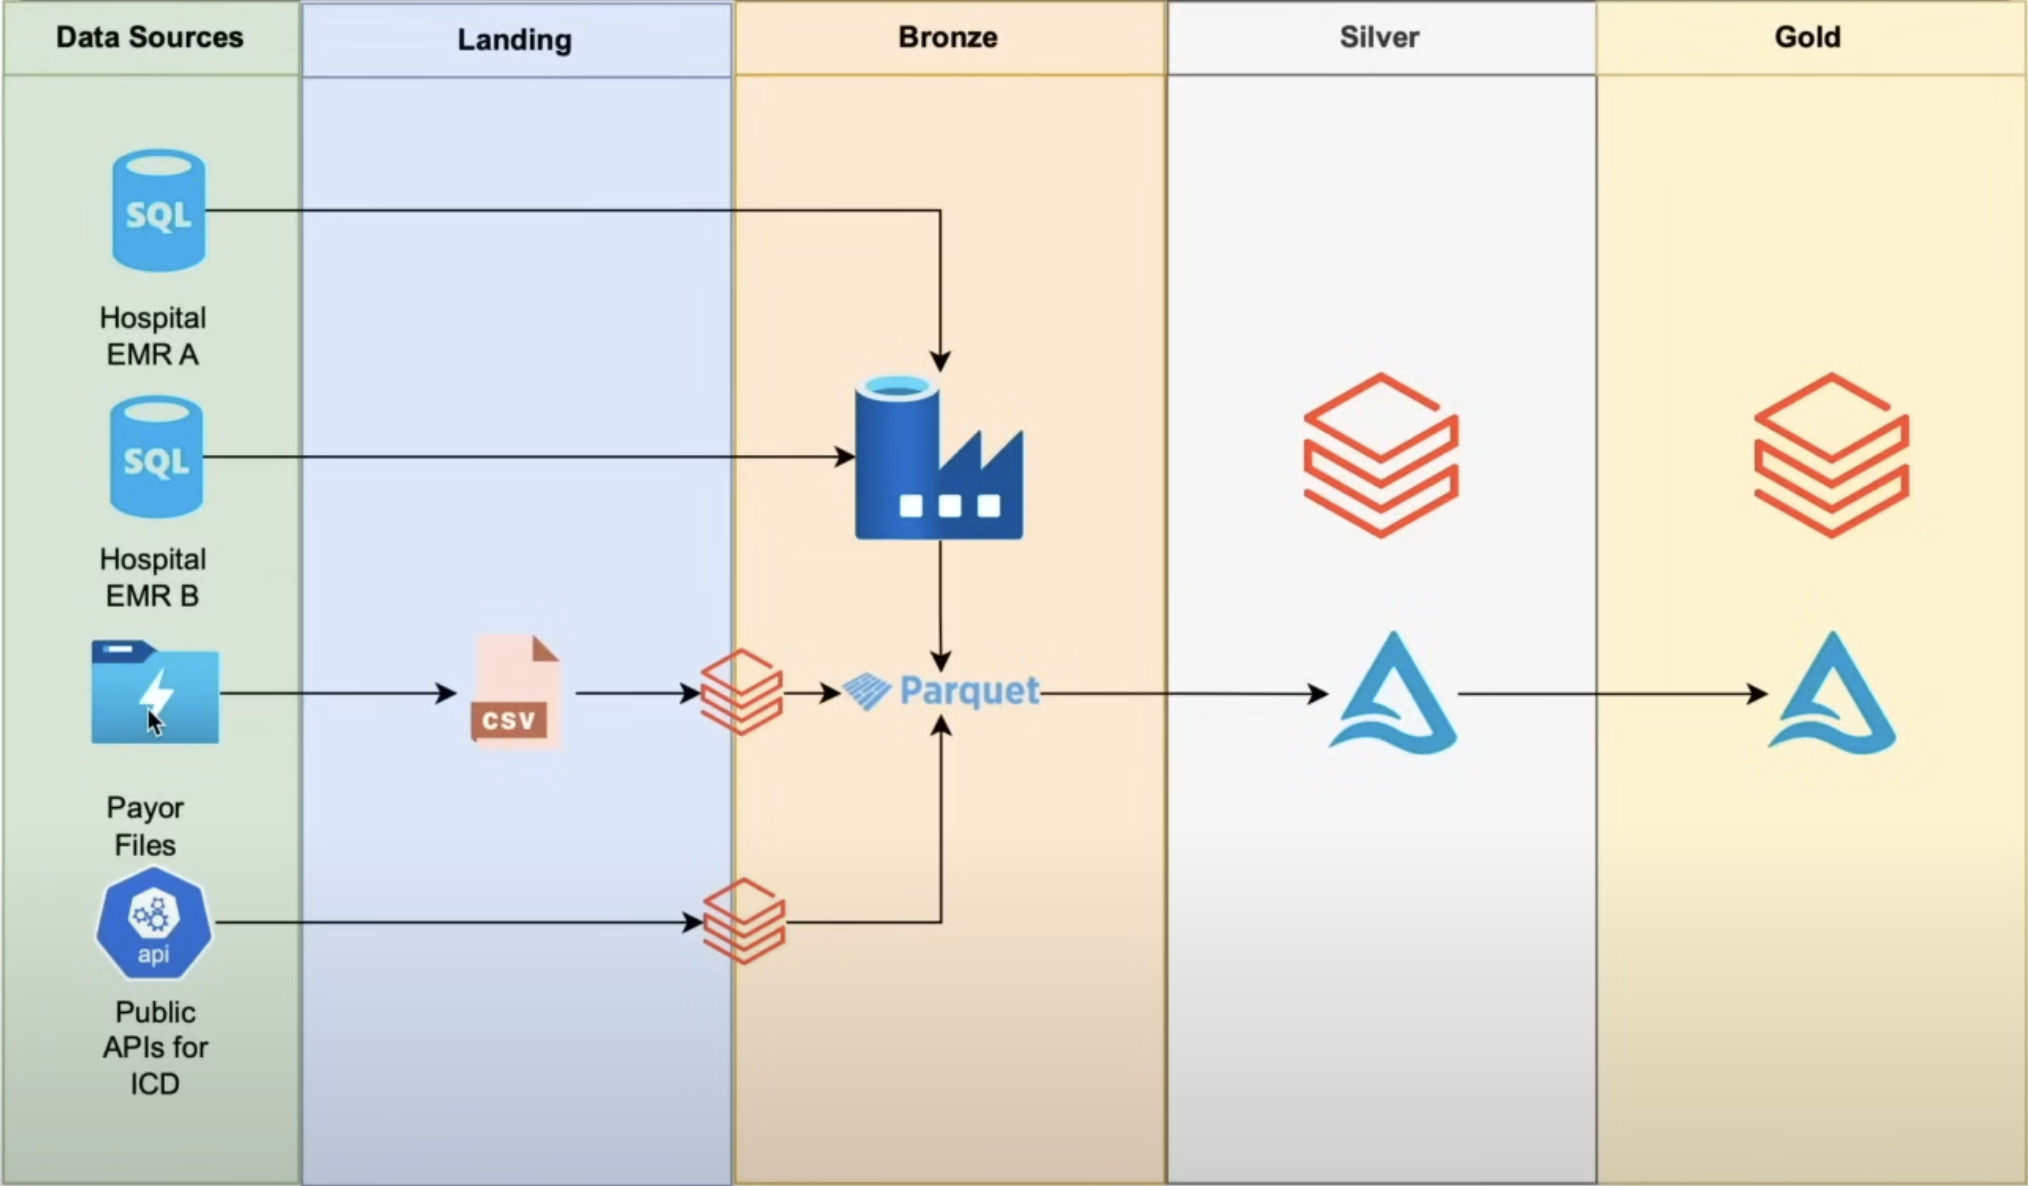 Data Sources
Landing
Bronze
Silver
Gold
SQL
Hospital
EMR A
SQL
Hospital
EMR B
CSV
Parquet
Payor
Files
api
Public
APIs for
ICD